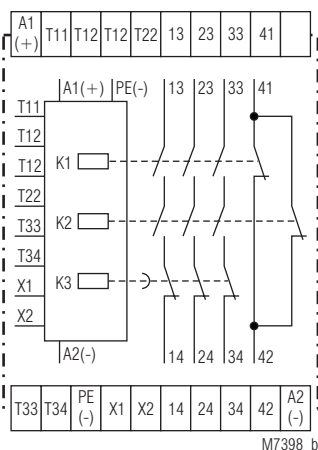 A1 (+) T11 T12 T12 T22 13 23 33 41
A1(+) PE(-) 13 23 33 41
T11
T12
T12
K1
T22
K2
T33
T34
X1
K3
X2
A2(-) 14 24 34 42
T33 T34 PE (-) X1 X2 14 24 34 42 A2 (-)
M7398_b